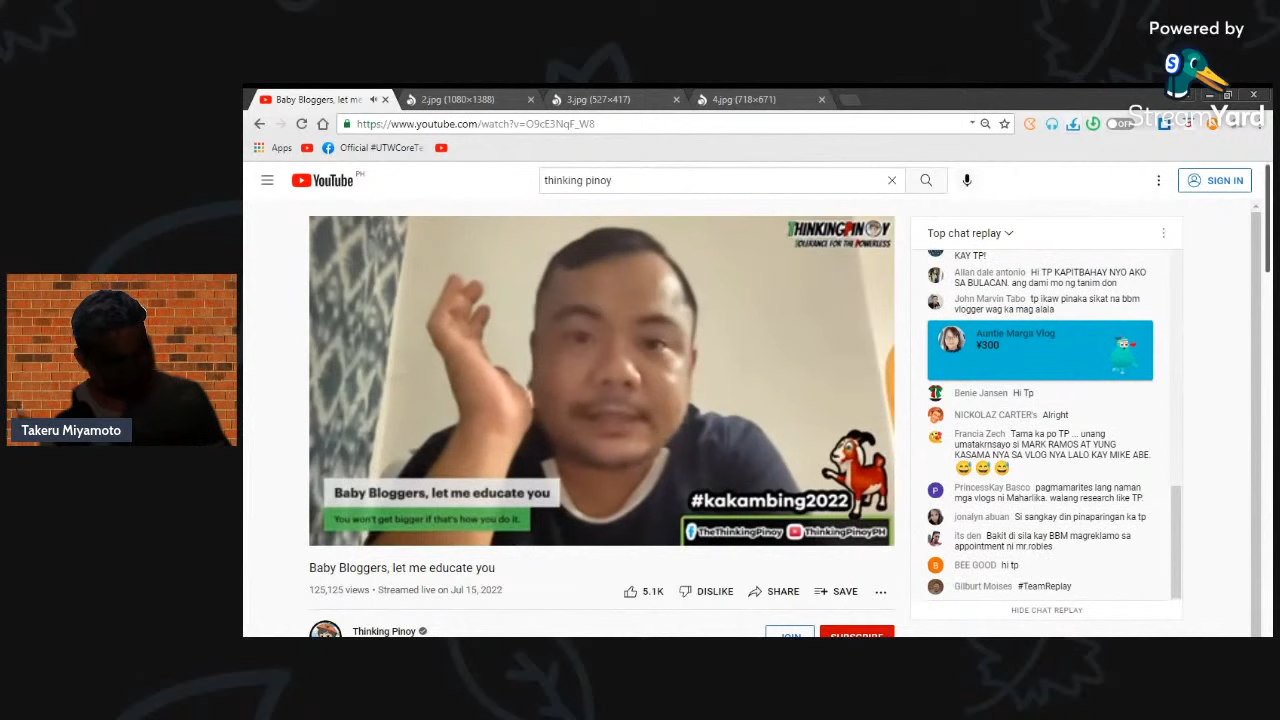 Powered by
StreamYard
Baby Bloggers, let me
2.jpg (1080×1388)
3.jpg (527×417)
4.jpg (718×671)
https://www.youtube.com/watch?v=O9cE3NqF_W8
OFF
Apps
Official #UTWCoreTe
YouTube PH
thinking pinoy
SIGN IN
THINKINGPINOY
TOLERANCE FOR THE POWERLESS
Top chat replay
KAY TP!
Allan dale antonio Hi TP KAPITBAHAY NYO AKO
SA BULACAN. ang dami mo ng tanim don
John Marvin Tabo tp ikaw pinaka sikat na bbm
vlogger wag ka mag alala
Auntie Marga Vlog
¥300
Benie Jansen Hi Tp
NICKOLAZ CARTER's Alright
Francia Zech Tama ka po TP ... unang
umatakrnsayo si MARK RAMOS AT YUNG
KASAMA NYA SA VLOG NYA LALO KAY MIKE ABE.
PrincessKay Basco pagmamarites lang naman
mga vlogs ni Maharlika. walang research like TP.
jonalyn abuan Si sangkay din pinaparingan ka tp
its den Bakit di sila kay BBM magreklamo sa
appointment ni mr.robles
BEE GOOD hi tp
Gilburt Moises #TeamReplay
HIDE CHAT REPLAY
Takeru Miyamoto
Baby Bloggers, let me educate you
You won't get bigger if that's how you do it.
#kakambing2022
TheThinkingPinoy
ThinkingPinoyPH
Baby Bloggers, let me educate you
125,125 views • Streamed live on Jul 15, 2022
5.1K
DISLIKE
SHARE
SAVE
Thinking Pinoy
JOIN
SUBSCRIBE